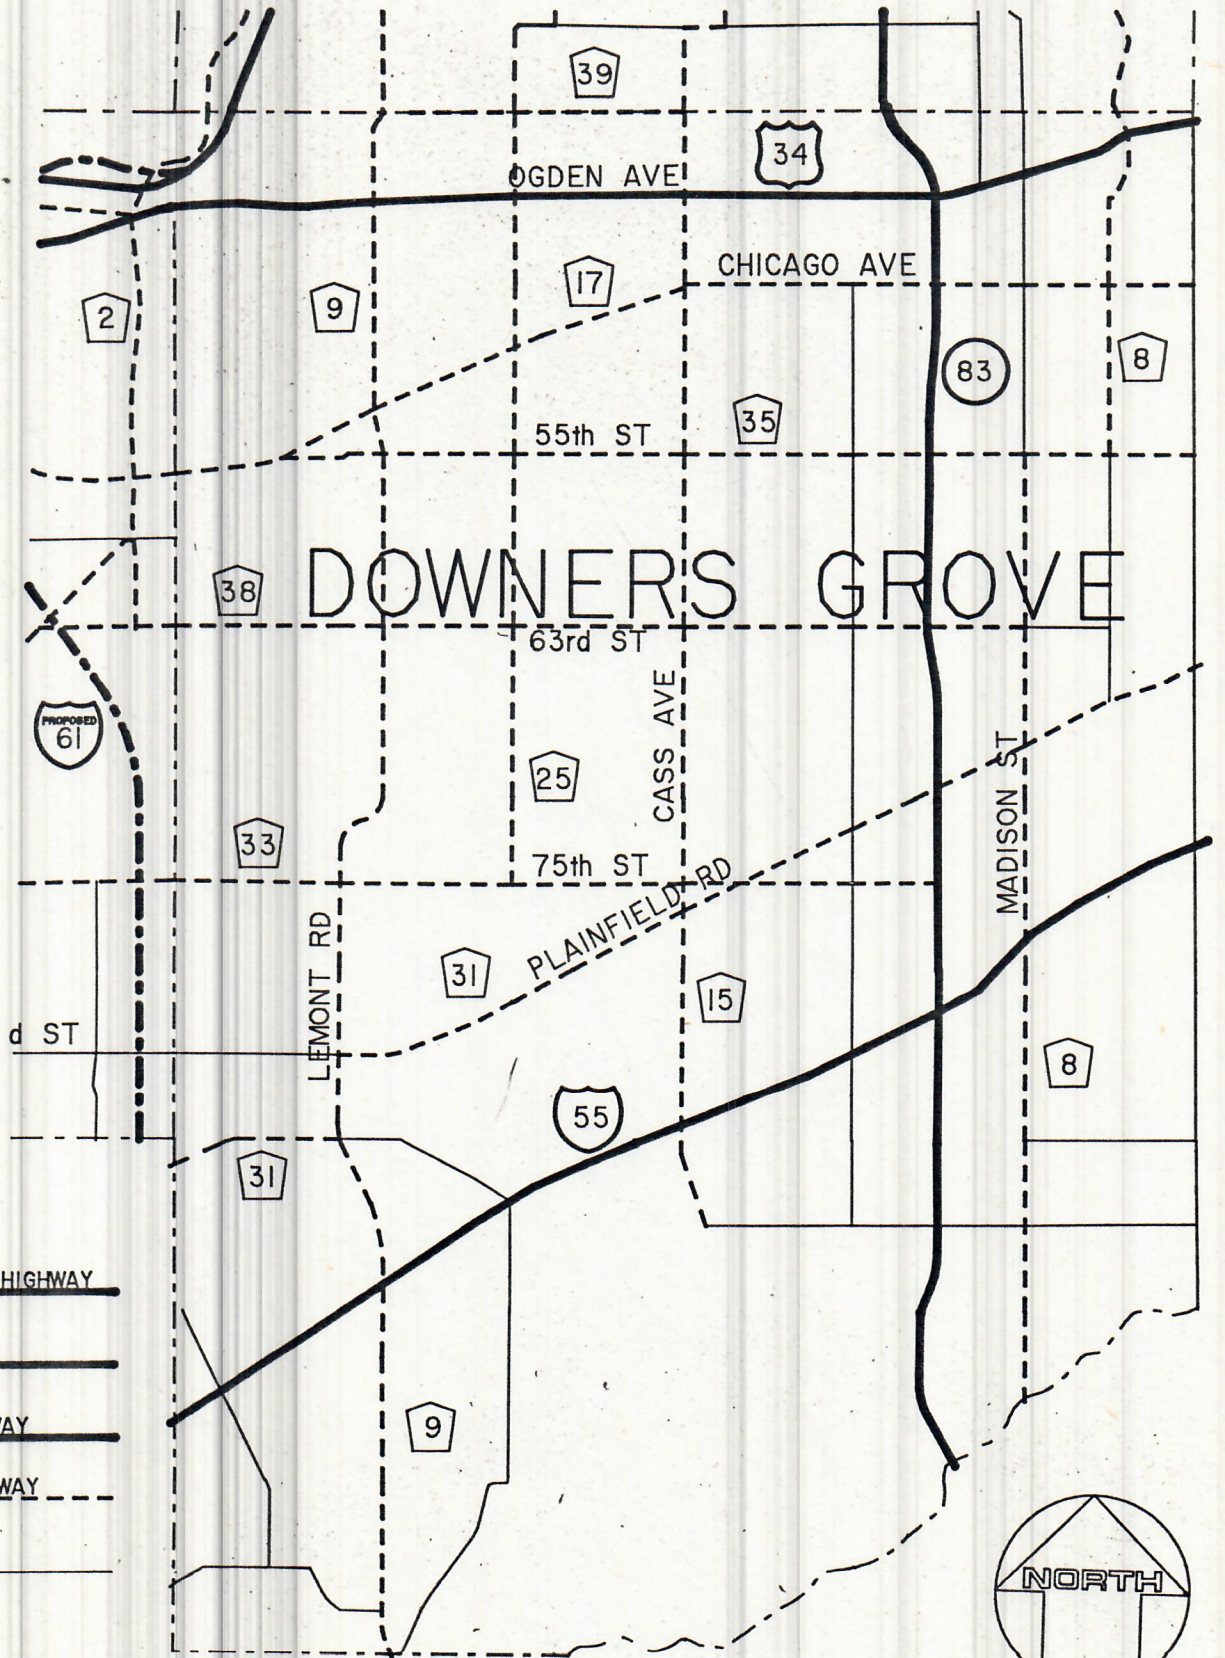 39
34
OGDEN AVE
CHICAGO AVE
17
9
2
8
83
35
55th ST
38
DOWNERS GROVE
63rd ST
CASS AVE
PROPOSED
61
25
MADISON ST
33
75th ST
PLAINFIELD RD
LEMONT RD
31
15
d ST
8
55
31
HIGHWAY
9
WAY
WAY
NORTH